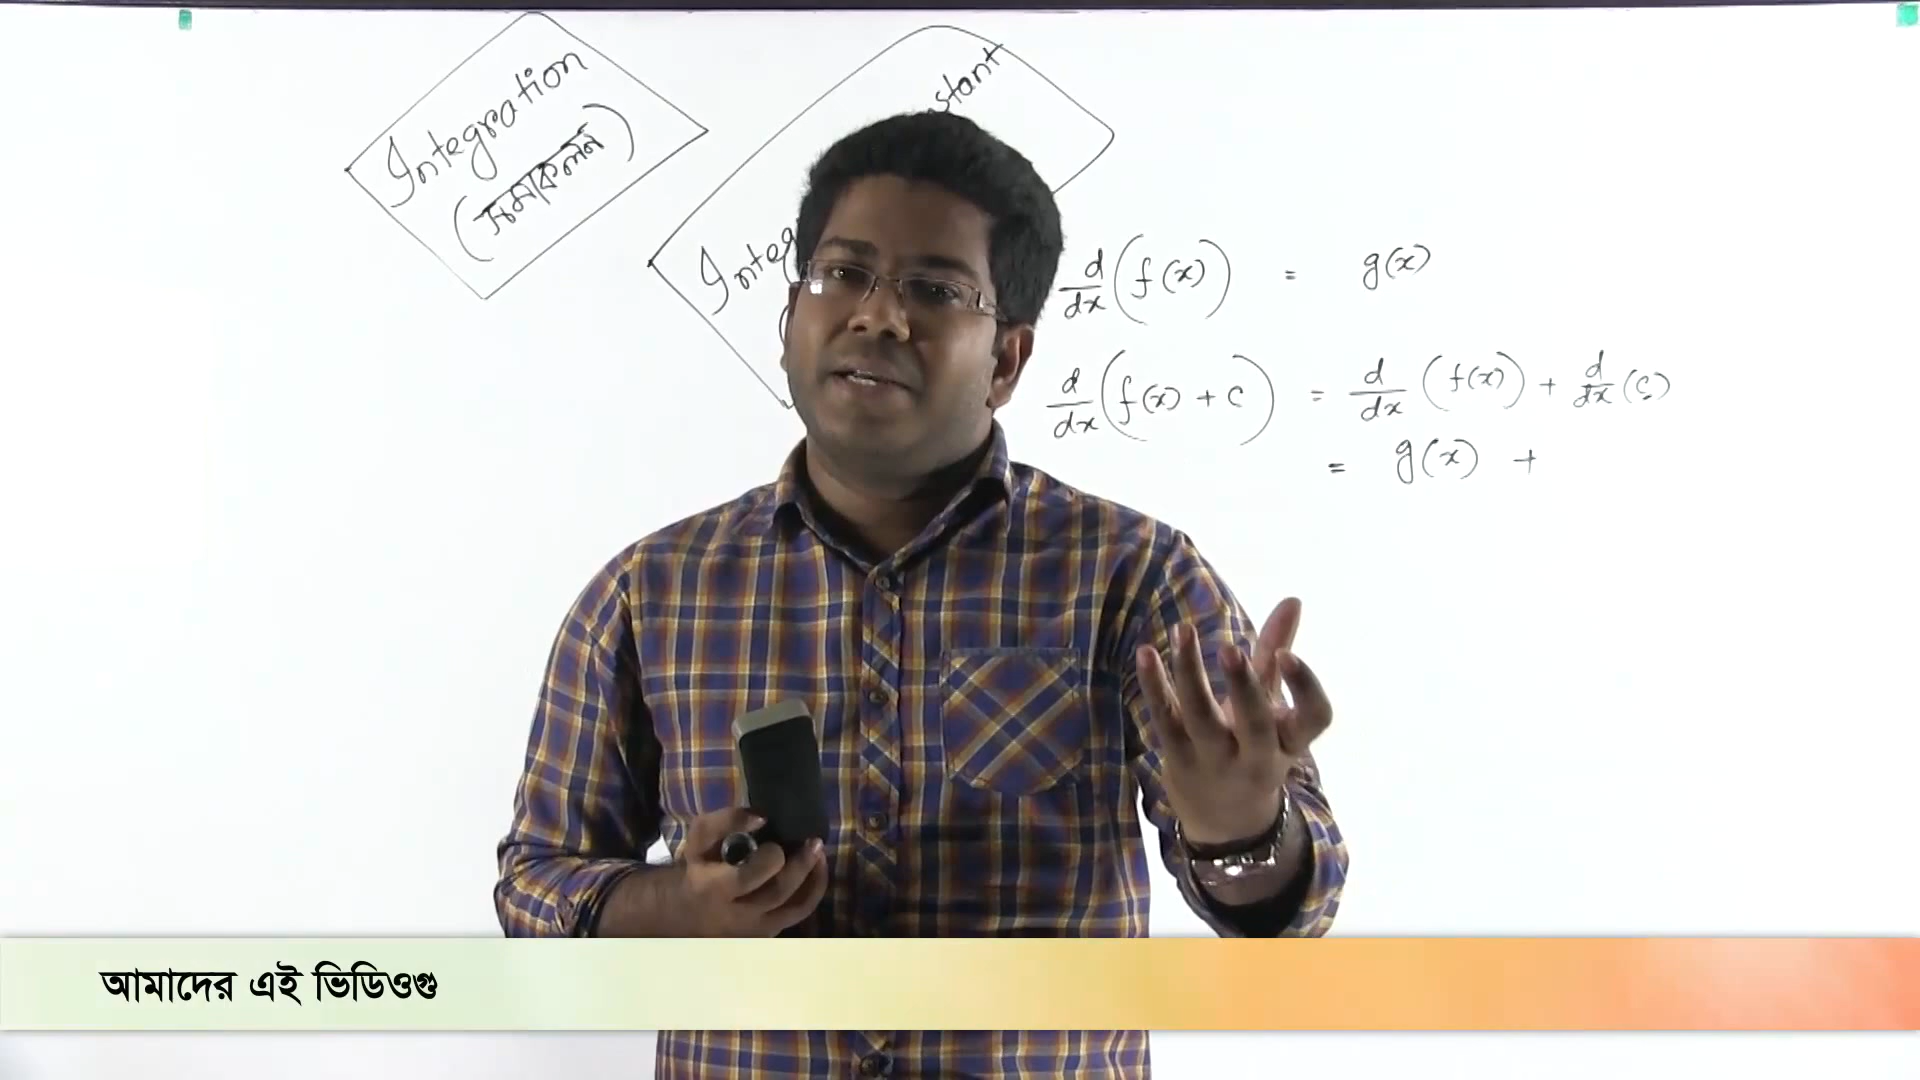 Integration
(সমাকলন)
Integ
stant
d/dx (f(x)) = g(x)
d/dx (f(x) + c) = d/dx (f(x)) + d/dx (c)
= g(x) +
আমাদের এই ভিডিওগু